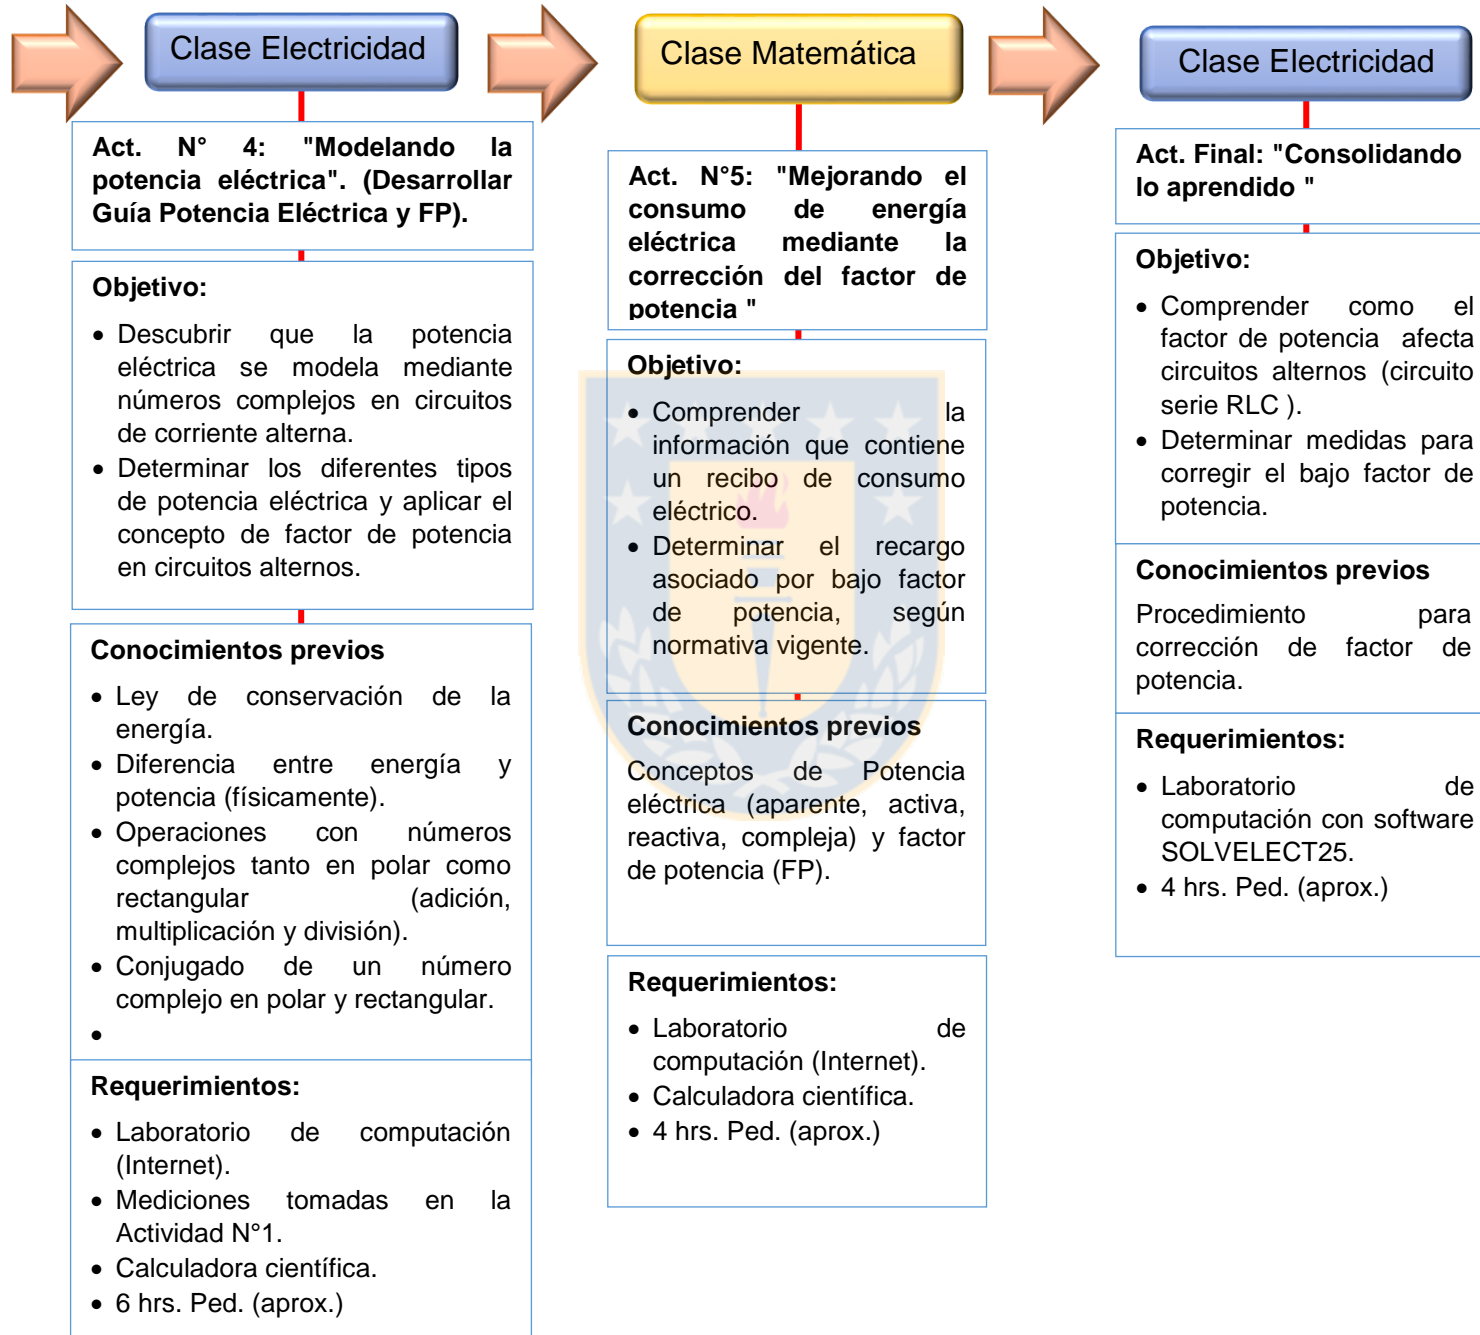 Clase Electricidad
Act. N° 4: "Modelando la
potencia eléctrica". (Desarrollar
Guía Potencia Eléctrica y FP).
Objetivo:
• Descubrir que la potencia
eléctrica se modela mediante
números complejos en circuitos
de corriente alterna.
• Determinar los diferentes tipos
de potencia eléctrica y aplicar el
concepto de factor de potencia
en circuitos alternos.
Conocimientos previos
• Ley de conservación de la
energía.
• Diferencia entre energía y
potencia (físicamente).
• Operaciones con números
complejos tanto en polar como
rectangular (adición,
multiplicación y división).
• Conjugado de un número
complejo en polar y rectangular.
•
Requerimientos:
• Laboratorio de computación
(Internet).
• Mediciones tomadas en la
Actividad N°1.
• Calculadora científica.
• 6 hrs. Ped. (aprox.)
Clase Matemática
Act. N°5: "Mejorando el
consumo de energía
eléctrica mediante la
corrección del factor de
potencia "
Objetivo:
• Comprender la
información que contiene
un recibo de consumo
eléctrico.
• Determinar el recargo
asociado por bajo factor
de potencia, según
normativa vigente.
Conocimientos previos
Conceptos de Potencia
eléctrica (aparente, activa,
reactiva, compleja) y factor
de potencia (FP).
Requerimientos:
• Laboratorio de
computación (Internet).
• Calculadora científica.
• 4 hrs. Ped. (aprox.)
Clase Electricidad
Act. Final: "Consolidando
lo aprendido "
Objetivo:
• Comprender como el
factor de potencia afecta
circuitos alternos (circuito
serie RLC ).
• Determinar medidas para
corregir el bajo factor de
potencia.
Conocimientos previos
Procedimiento para
corrección de factor de
potencia.
Requerimientos:
• Laboratorio de
computación con software
SOLVELECT25.
• 4 hrs. Ped. (aprox.)